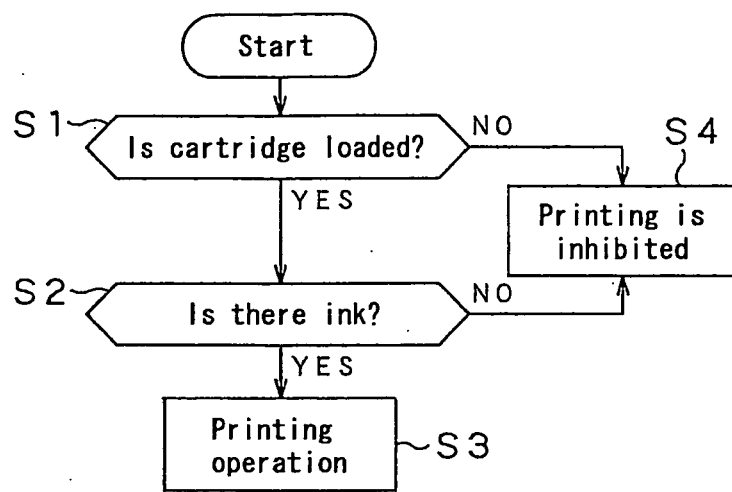 Start
S1
Is cartridge loaded?
NO
S4
YES
Printing is
inhibited
S2
Is there ink?
NO
YES
Printing
operation
S3